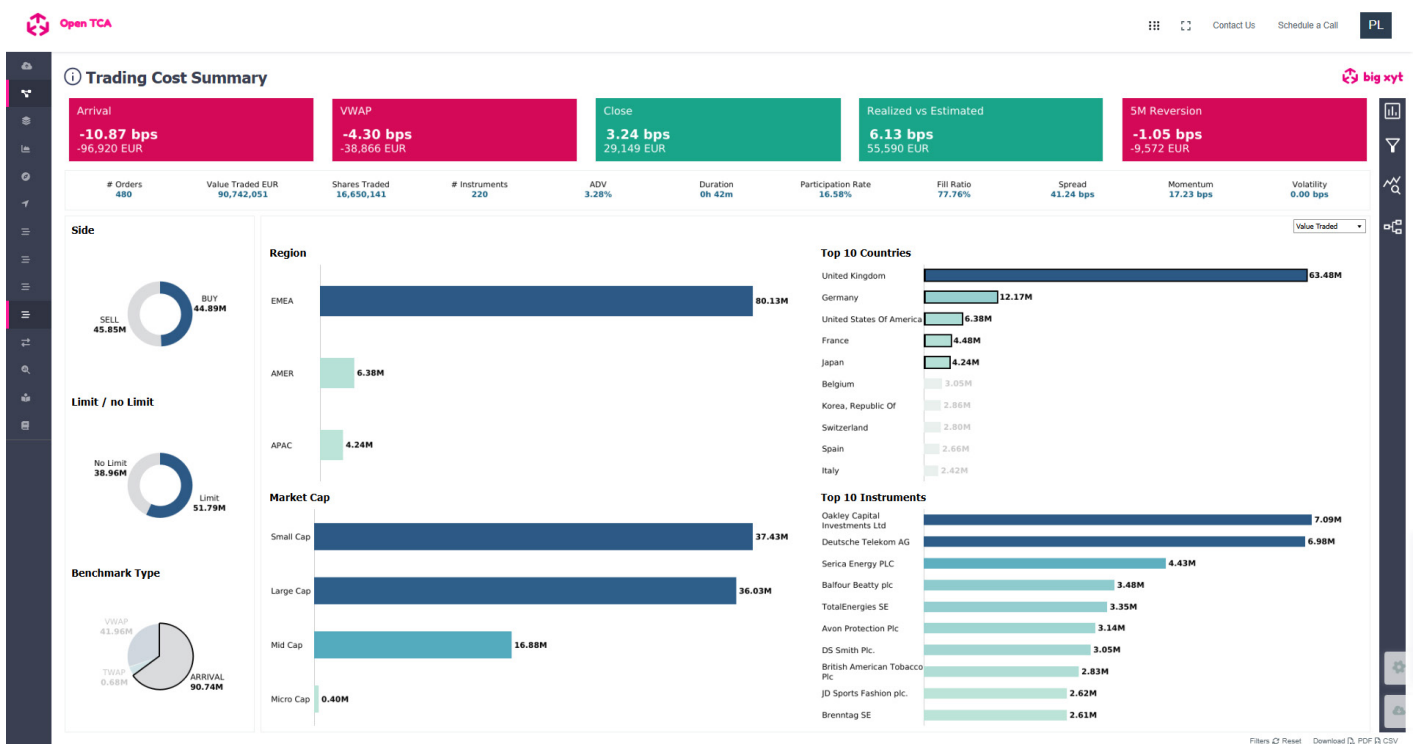 Open TCA
Contact Us
Schedule a Call
PL
Trading Cost Summary
big xyt
Arrival
-10.87 bps
-96,920 EUR
VWAP
-4.30 bps
-38,866 EUR
Close
3.24 bps
29,149 EUR
Realized vs Estimated
6.13 bps
55,590 EUR
5M Reversion
-1.05 bps
-9,572 EUR
# Orders
480
Value Traded EUR
90,742,051
Shares Traded
16,650,141
# Instruments
220
ADV
3.28%
Duration
0h 42m
Participation Rate
16.58%
Fill Ratio
77.76%
Spread
41.24 bps
Momentum
17.23 bps
Volatility
0.00 bps
Value Traded
Side
BUY
44.89M
SELL
45.85M
Limit / no Limit
No Limit
38.96M
Limit
51.79M
Benchmark Type
VWAP
41.96M
TWAP
0.68M
ARRIVAL
90.74M
Region
EMEA
80.13M
AMER
6.38M
APAC
4.24M
Market Cap
Small Cap
37.43M
Large Cap
36.03M
Mid Cap
16.88M
Micro Cap
0.40M
Top 10 Countries
United Kingdom
63.48M
Germany
12.17M
United States Of America
6.38M
France
4.48M
Japan
4.24M
Belgium
3.05M
Korea, Republic Of
2.86M
Switzerland
2.80M
Spain
2.66M
Italy
2.42M
Top 10 Instruments
Oakley Capital
Investments Ltd
7.09M
Deutsche Telekom AG
6.98M
Serica Energy PLC
4.43M
Balfour Beatty plc
3.48M
TotalEnergies SE
3.35M
Avon Protection Plc
3.14M
DS Smith Plc.
3.05M
British American Tobacco
Plc
2.83M
JD Sports Fashion plc.
2.62M
Brenntag SE
2.61M
Filters Reset Download PDF CSV